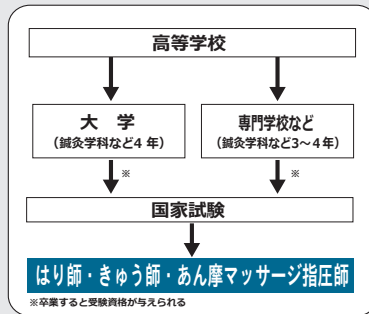 高等学校
大　学
（鍼灸学科など4 年）
専門学校など
（鍼灸学科など3～4年）
※
※
国家試験
はり師・きゅう師・あん摩マッサージ指圧師
※卒業すると受験資格が与えられる